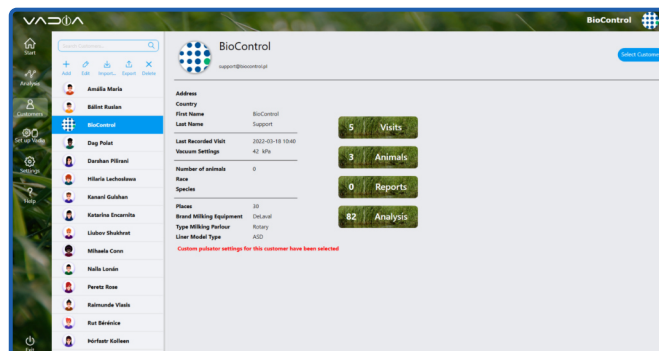 VADIA
BioControl
Start
Analysis
Customers
Set up Vadia
Settings
Help
Exit
Search Customers...
Add Edit Import... Export Delete
Amália Maria
Bálint Ruslan
BioControl
Dag Polat
Darshan Pilirani
Hilaria Lechosława
Kanani Gulshan
Katarina Encarnita
Liubov Shukhrat
Mihaela Conn
Naila Lonán
Peretz Rose
Raimunde Vlasis
Rut Bérénice
Þórfastr Kolleen
BioControl
support@biocontrol.pl
Select Custome
Address
Country
First Name BioControl
Last Name Support
Last Recorded Visit 2022-03-18 10:40
Vacuum Settings 42 kPa
Number of animals 0
Race
Species
Places 30
Brand Milking Equipment DeLaval
Type Milking Parlour Rotary
Liner Model Type ASD
Custom pulsator settings for this customer have been selected
5 Visits
3 Animals
0 Reports
82 Analysis